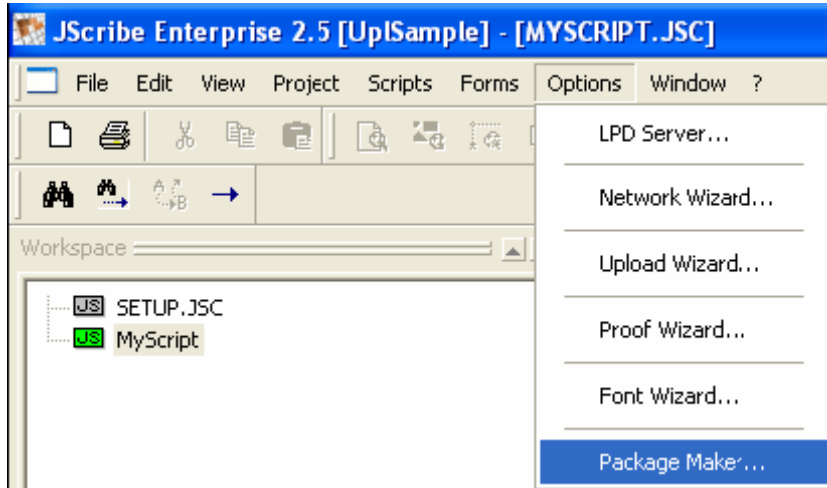 JScribe Enterprise 2.5 [UplSample] - [MYSCRIPT.JSC]
File Edit View Project Scripts Forms Options Window ?
LPD Server...
Network Wizard...
Upload Wizard...
Proof Wizard...
Font Wizard...
Package Maker...
Workspace
JS SETUP.JSC
JS MyScript